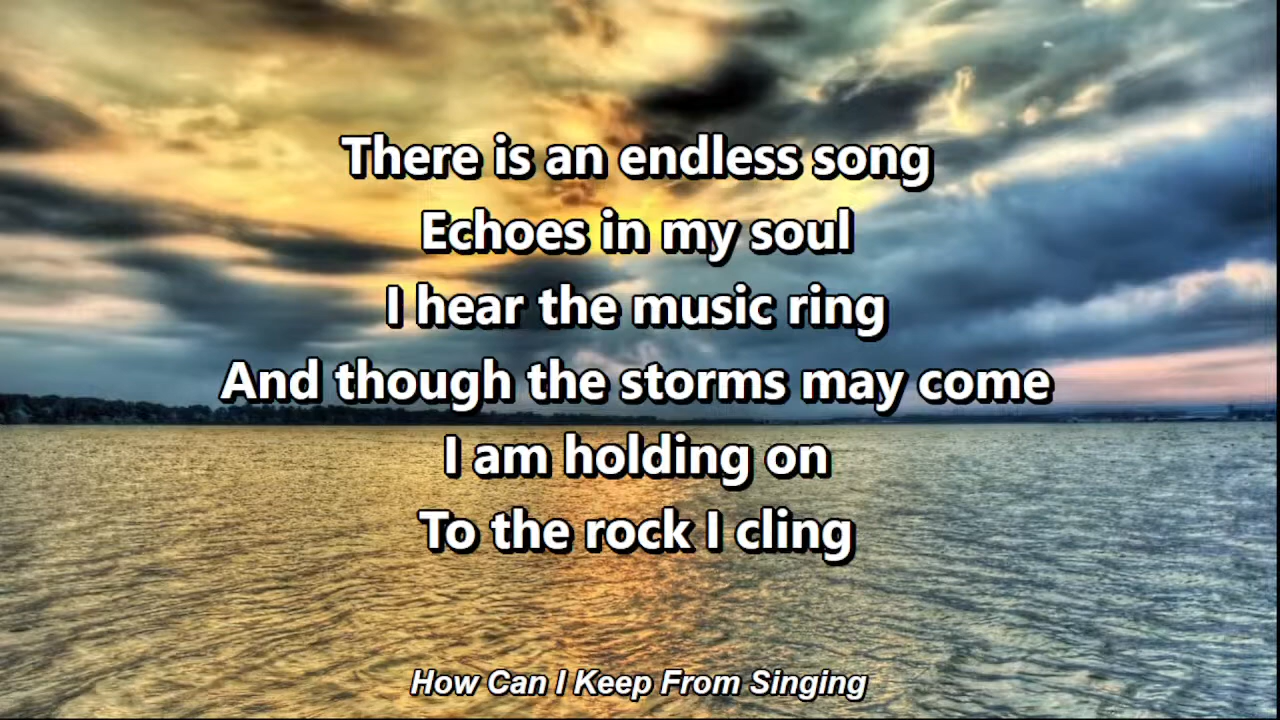 There is an endless song
Echoes in my soul
I hear the music ring
And though the storms may come
I am holding on
To the rock I cling
How Can I Keep From Singing